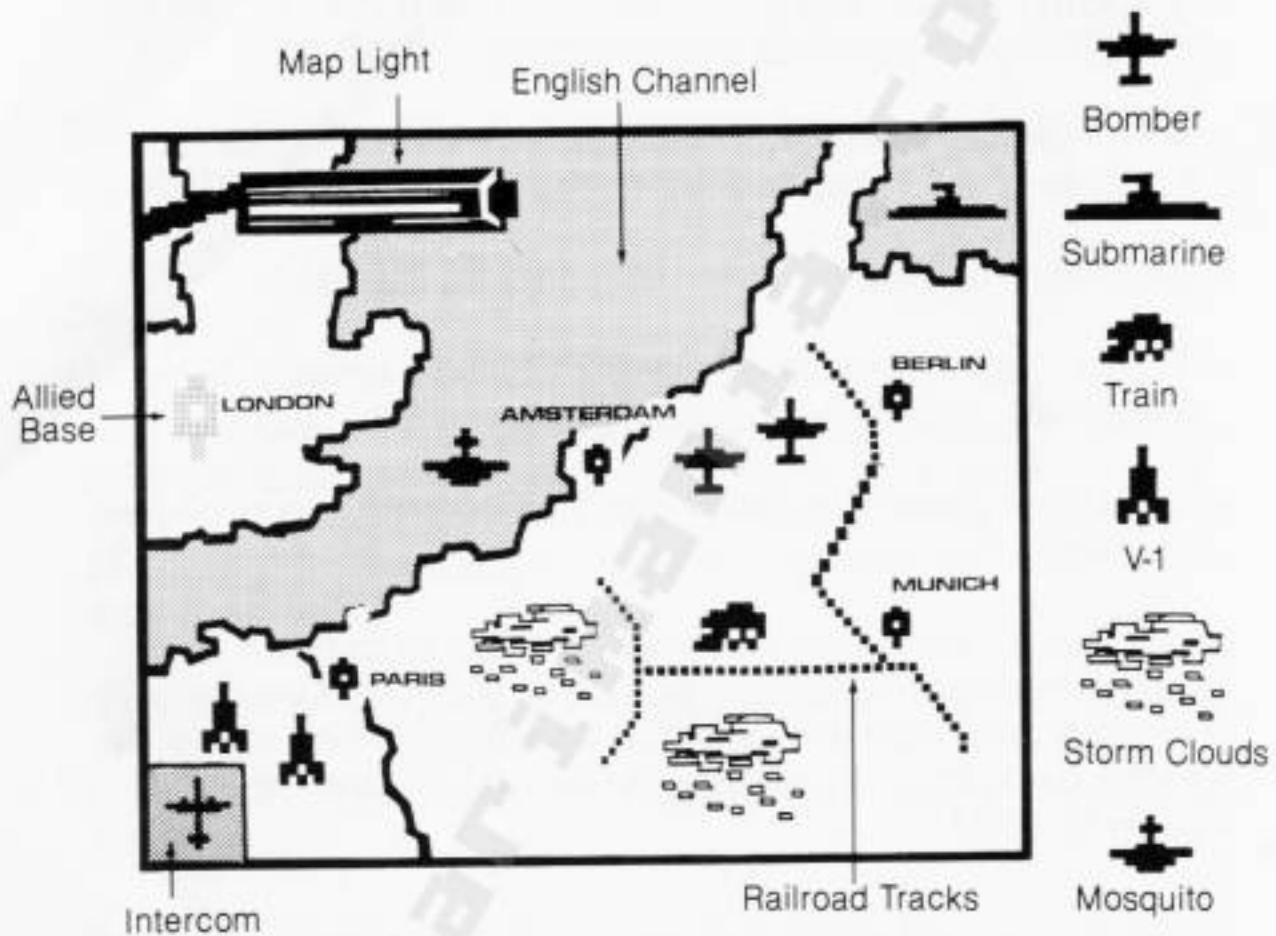 Map Light
English Channel
Bomber
Submarine
Allied
Base
LONDON
AMSTERDAM
BERLIN
Train
V-1
MUNICH
PARIS
Storm Clouds
Intercom
Railroad Tracks
Mosquito